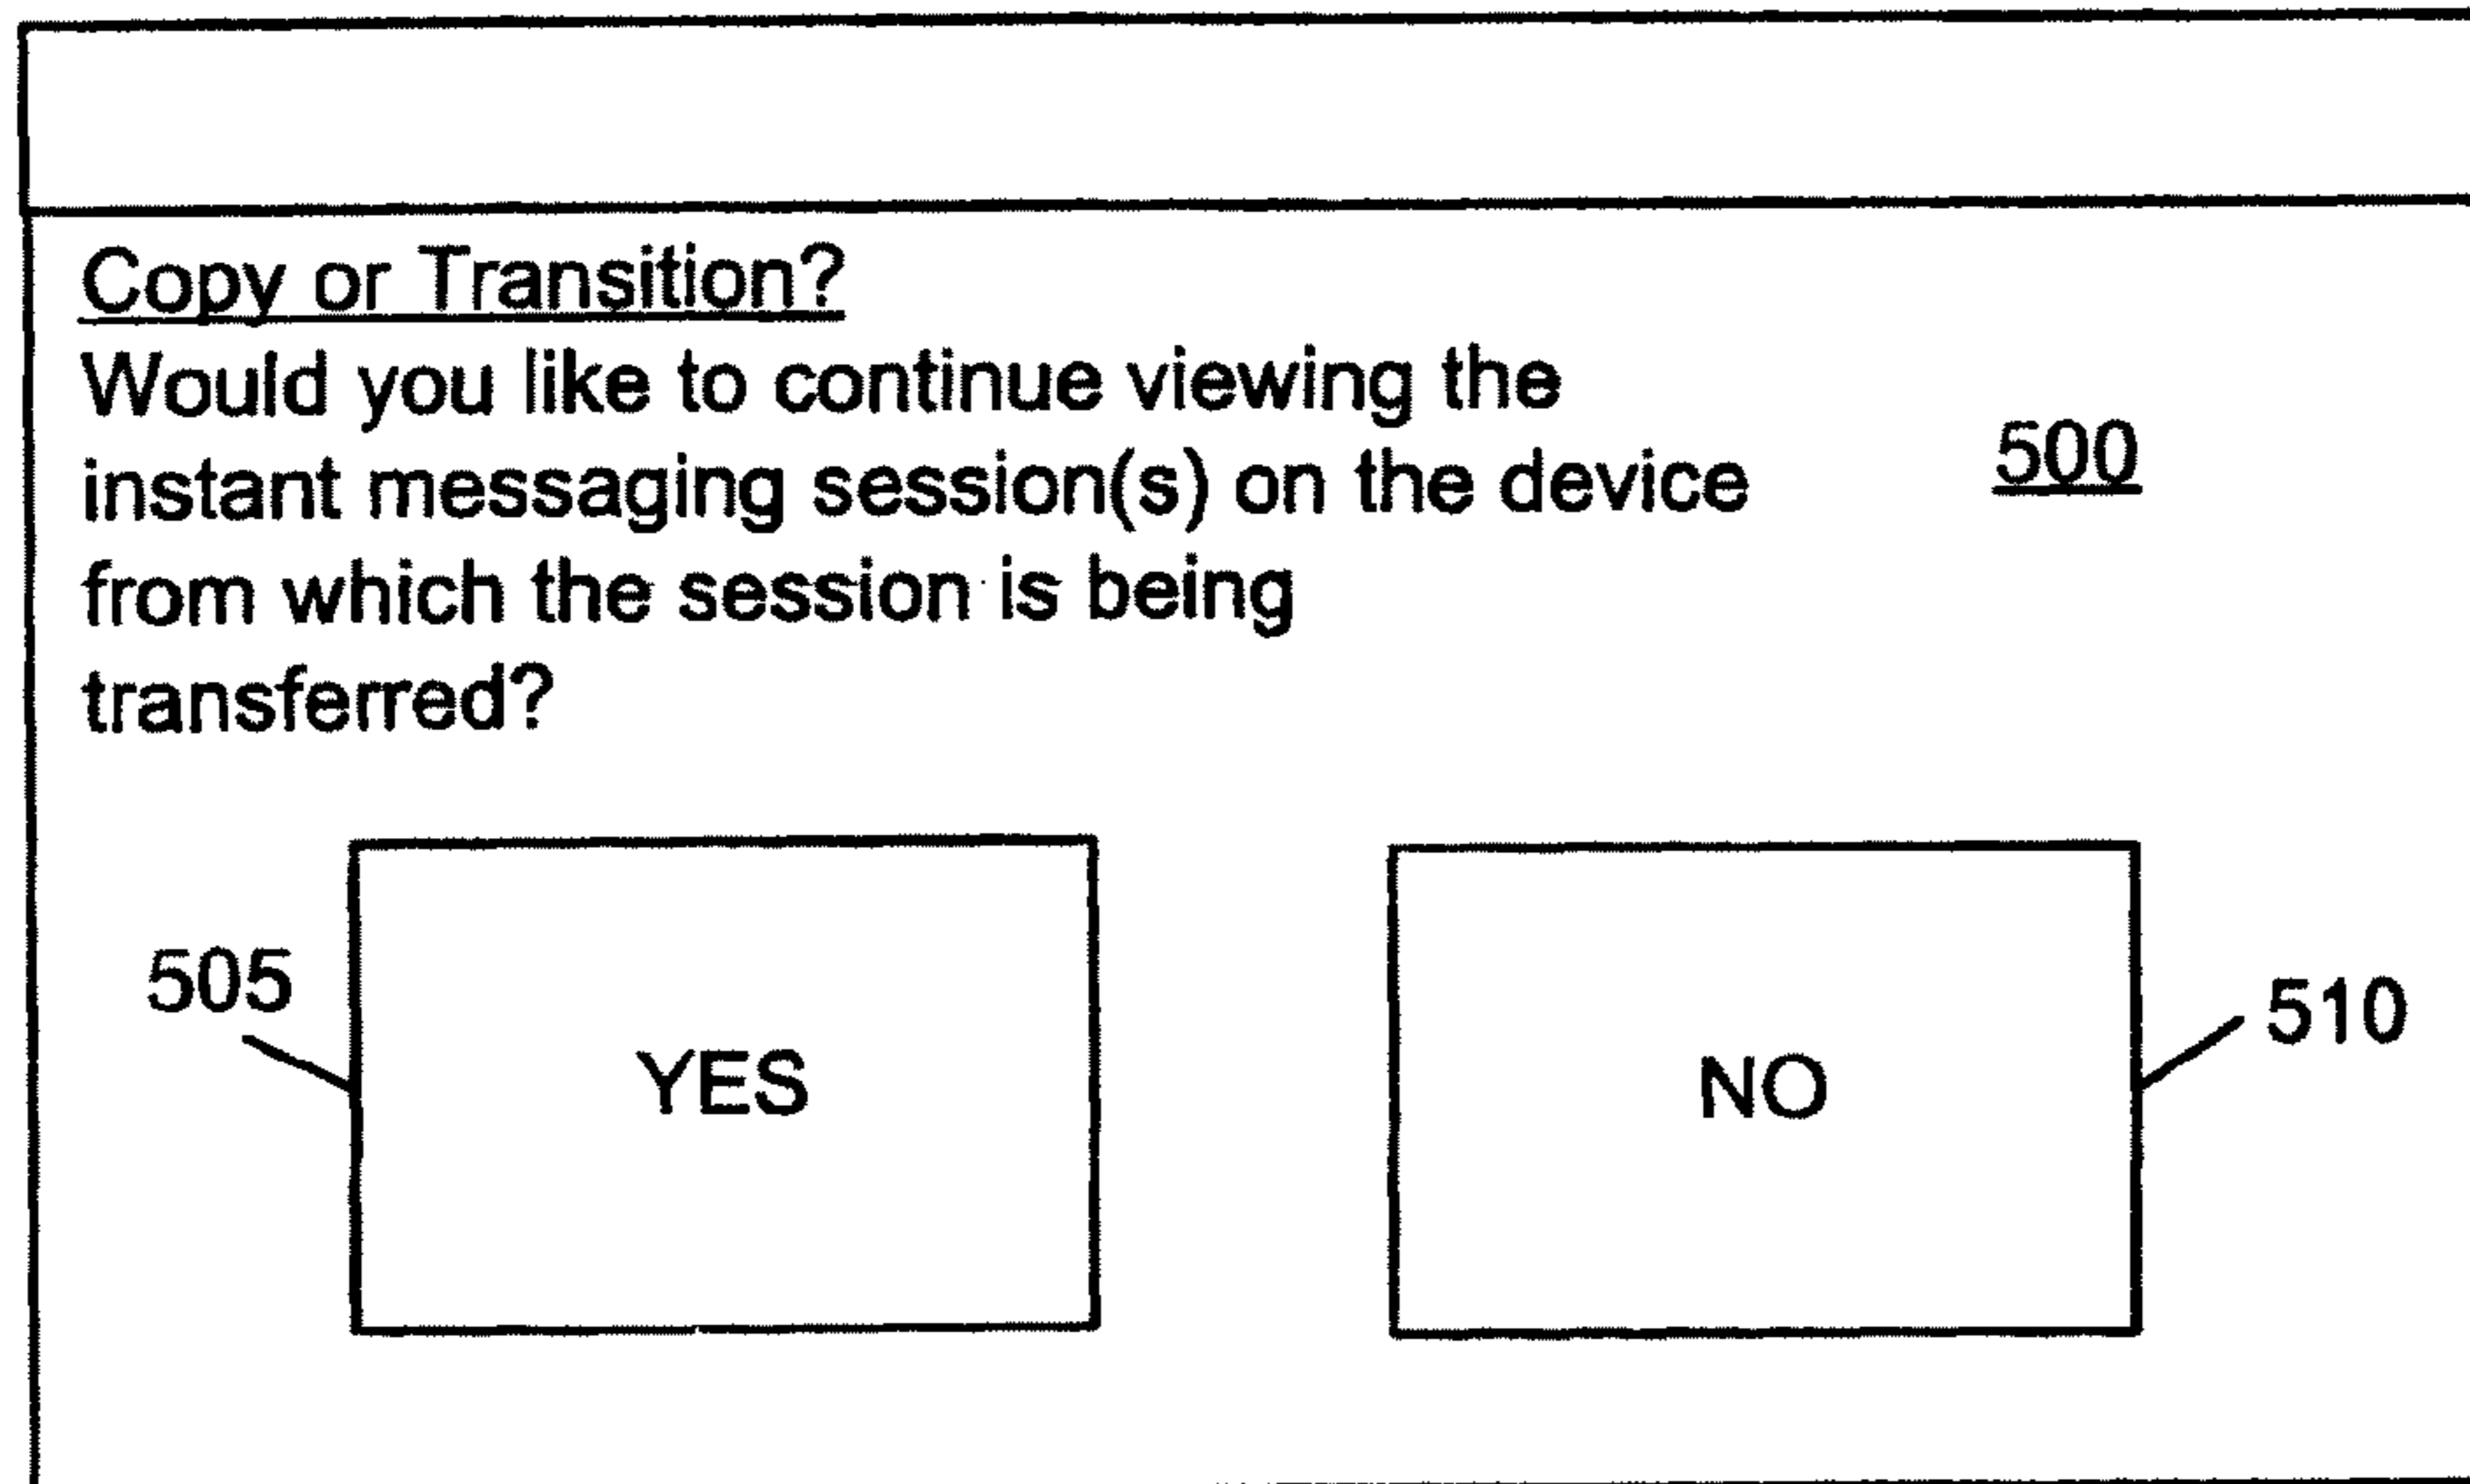 Copy or Transition?
Would you like to continue viewing the
instant messaging session(s) on the device
from which the session is being
transferred?
500
505
YES
NO
510